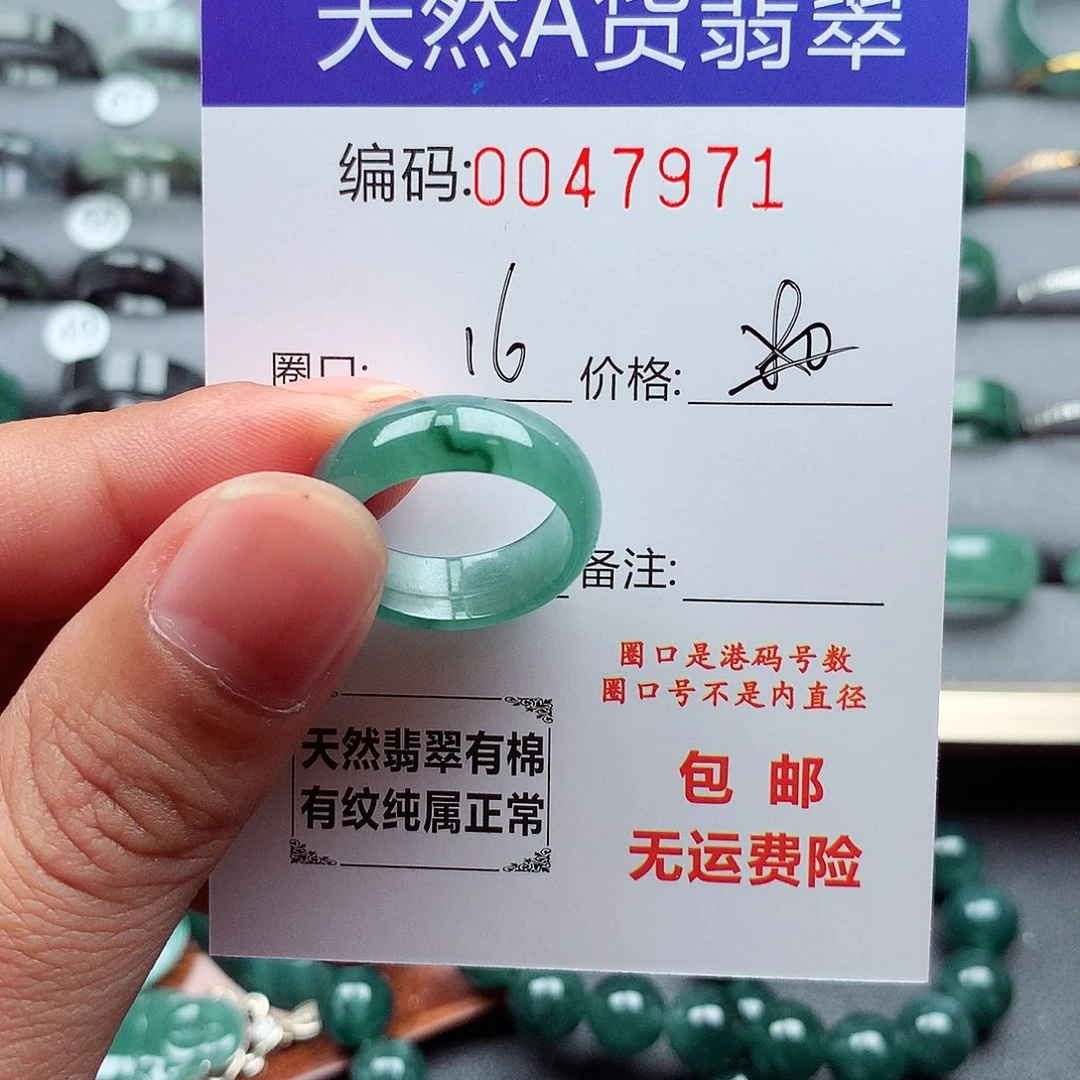 天然A货翡翠
编码:0047971
圈口: 16 价格:
备注:
圈口是港码号数
圈口号不是内直径
天然翡翠有棉
有纹纯属正常
包邮
无运费险